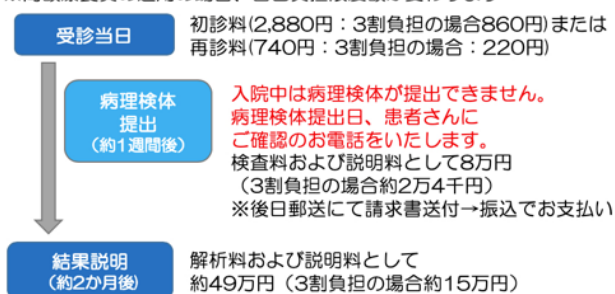 受診当日
初診料(2,880円：3割負担の場合860円)または
再診料(740円：3割負担の場合：220円)
病理検体
提出
(約1週間後)
入院中は病理検体が提出できません。
病理検体提出日、患者さんに
ご確認のお電話をいたします。
検査料および説明料として8万円
（3割負担の場合約2万4千円）
※後日郵送にて請求書送付→振込でお支払い
結果説明
(約2か月後)
解析料および説明料として
約49万円（3割負担の場合約15万円）